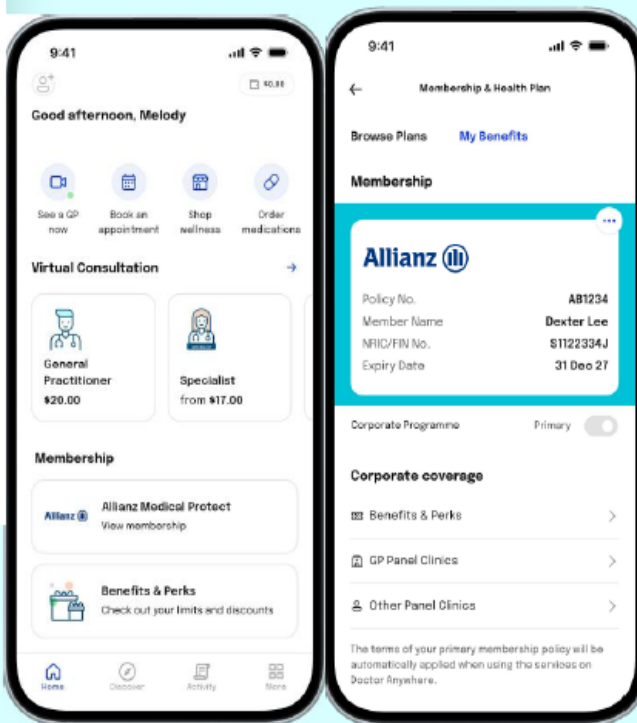 9:41
$0.00
Good afternoon, Melody
See a GP now
Book an appointment
Shop wellness
Order medications
Virtual Consultation
General Practitioner
$20.00
Specialist
from $17.00
Membership
Allianz
Allianz Medical Protect
View membership
Benefits & Perks
Check out your limits and discounts
Home
Discover
Activity
More
9:41
Membership & Health Plan
Browse Plans My Benefits
Membership
Allianz
Policy No. AB1234
Member Name Dexter Lee
NRIC/FIN No. S1122334J
Expiry Date 31 Dec 27
Corporate Programme Primary
Corporate coverage
Benefits & Perks
GP Panel Clinics
Other Panel Clinics
The terms of your primary membership policy will be
automatically applied when using the services on
Doctor Anywhere.